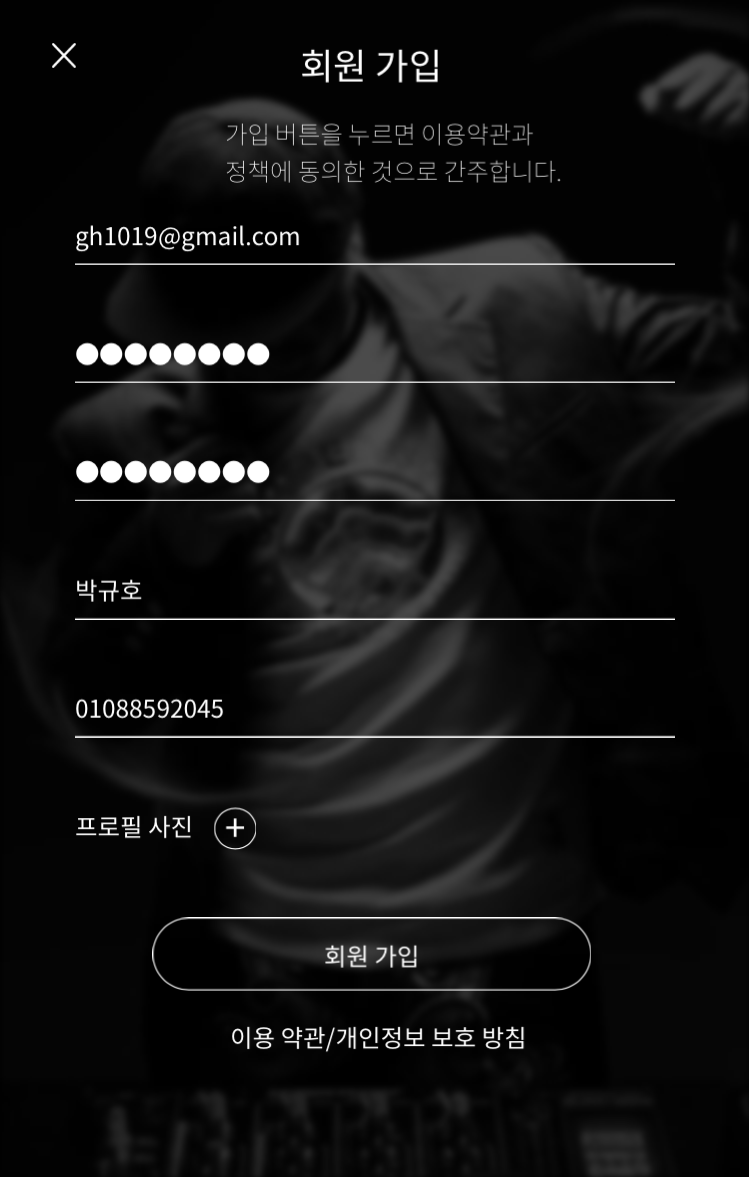 회원 가입
가입 버튼을 누르면 이용약관과
정책에 동의한 것으로 간주합니다.
gh1019@gmail.com
●●●●●●●●
●●●●●●●●
박규호
01088592045
프로필 사진 +
회원 가입
이용 약관/개인정보 보호 방침